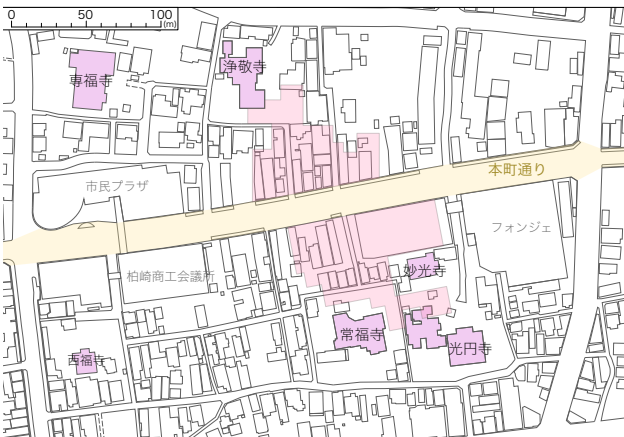 0 50 100
(m)
専福寺
浄敬寺
本町通り
市民プラザ
フォンジェ
柏崎商工会議所
妙光寺
常福寺
光円寺
西福寺